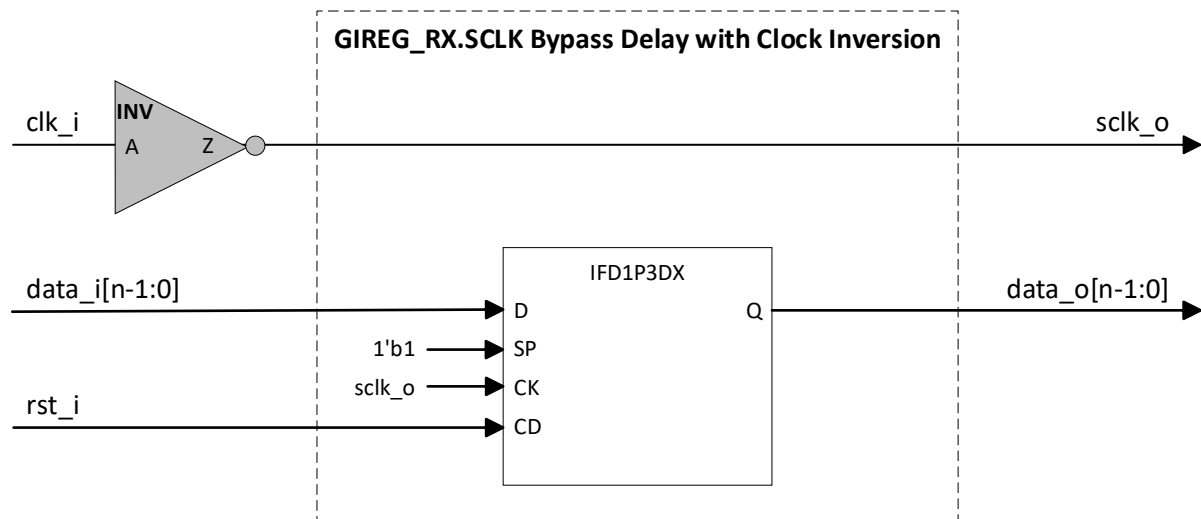 GIREG_RX.SCLK Bypass Delay with Clock Inversion
INV
clk_i
A
Z
sclk_o
IFD1P3DX
data_i[n-1:0]
data_o[n-1:0]
D
Q
1'b1
SP
sclk_o
CK
rst_i
CD